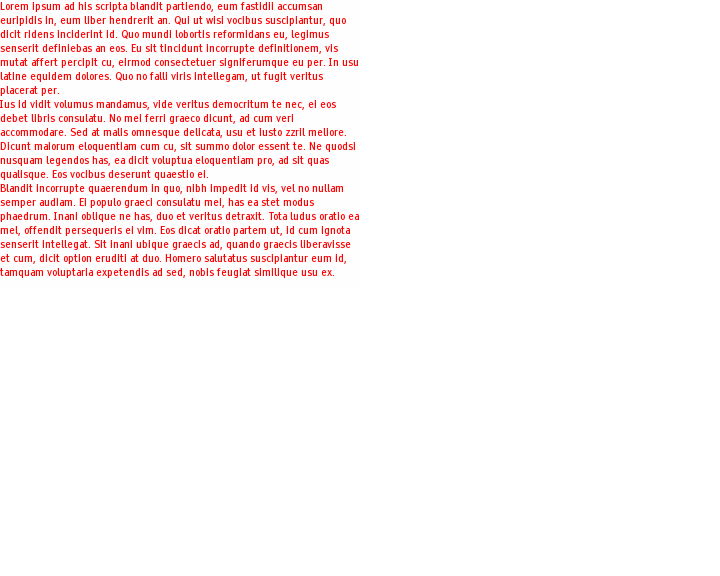 Lorem ipsum ad his scripta blandit partiendo, eum fastidii accumsan
euripidis in, eum liber hendrerit an. Qui ut wisi vocibus suscipiantur, quo
dicit ridens inciderint id. Quo mundi lobortis reformidans eu, legimus
senserit definiebas an eos. Eu sit tincidunt incorrupte definitionem, vis
mutat affert percipit cu, eirmod consectetuer signiferumque eu per. In usu
latine equidem dolores. Quo no falli viris intellegam, ut fugit veritus
placerat per.
Ius id vidit volumus mandamus, vide veritus democritum te nec, ei eos
debet libris consulatu. No mei ferri graeco dicunt, ad cum veri
accommodare. Sed at malis omnesque delicata, usu et iusto zzril meliore.
Dicunt maiorum eloquentiam cum cu, sit summo dolor essent te. Ne quodsi
nusquam legendos has, ea dicit voluptua eloquentiam pro, ad sit quas
qualisque. Eos vocibus deserunt quaestio ei.
Blandit incorrupte quaerendum in quo, nibh impedit id vis, vel no nullam
semper audiam. Ei populo graeci consulatu mei, has ea stet modus
phaedrum. Inani oblique ne has, duo et veritus detraxit. Tota ludus oratio ea
mel, offendit persequeris ei vim. Eos dicat oratio partem ut, id cum ignota
senserit intellegat. Sit inani ubique graecis ad, quando graecis liberavisse
et cum, dicit option eruditi at duo. Homero salutatus suscipiantur eum id,
tamquam voluptaria expetendis ad sed, nobis feugiat similique usu ex.